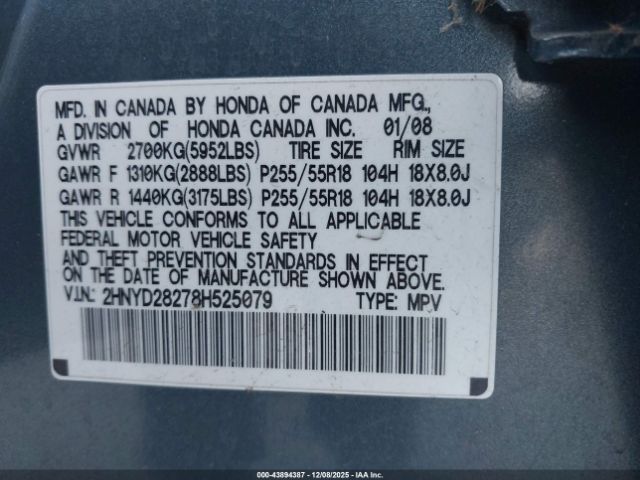 MFD. IN CANADA BY HONDA OF CANADA MFG.,
A DIVISION OF HONDA CANADA INC. 01/08
GVWR 2700KG(5952LBS) TIRE SIZE RIM SIZE
GAWR F 1310KG(2888LBS) P255/55R18 104H 18X8.0J
GAWR R 1440KG(3175LBS) P255/55R18 104H 18X8.0J
THIS VEHICLE CONFORMS TO ALL APPLICABLE
FEDERAL MOTOR VEHICLE SAFETY
AND THEFT PREVENTION STANDARDS IN EFFECT
ON THE DATE OF MANUFACTURE SHOWN ABOVE.
V.I.N.: 2HNYD28278H525079 TYPE: MPV
000-43894387 - 12/08/2025 - IAA Inc.